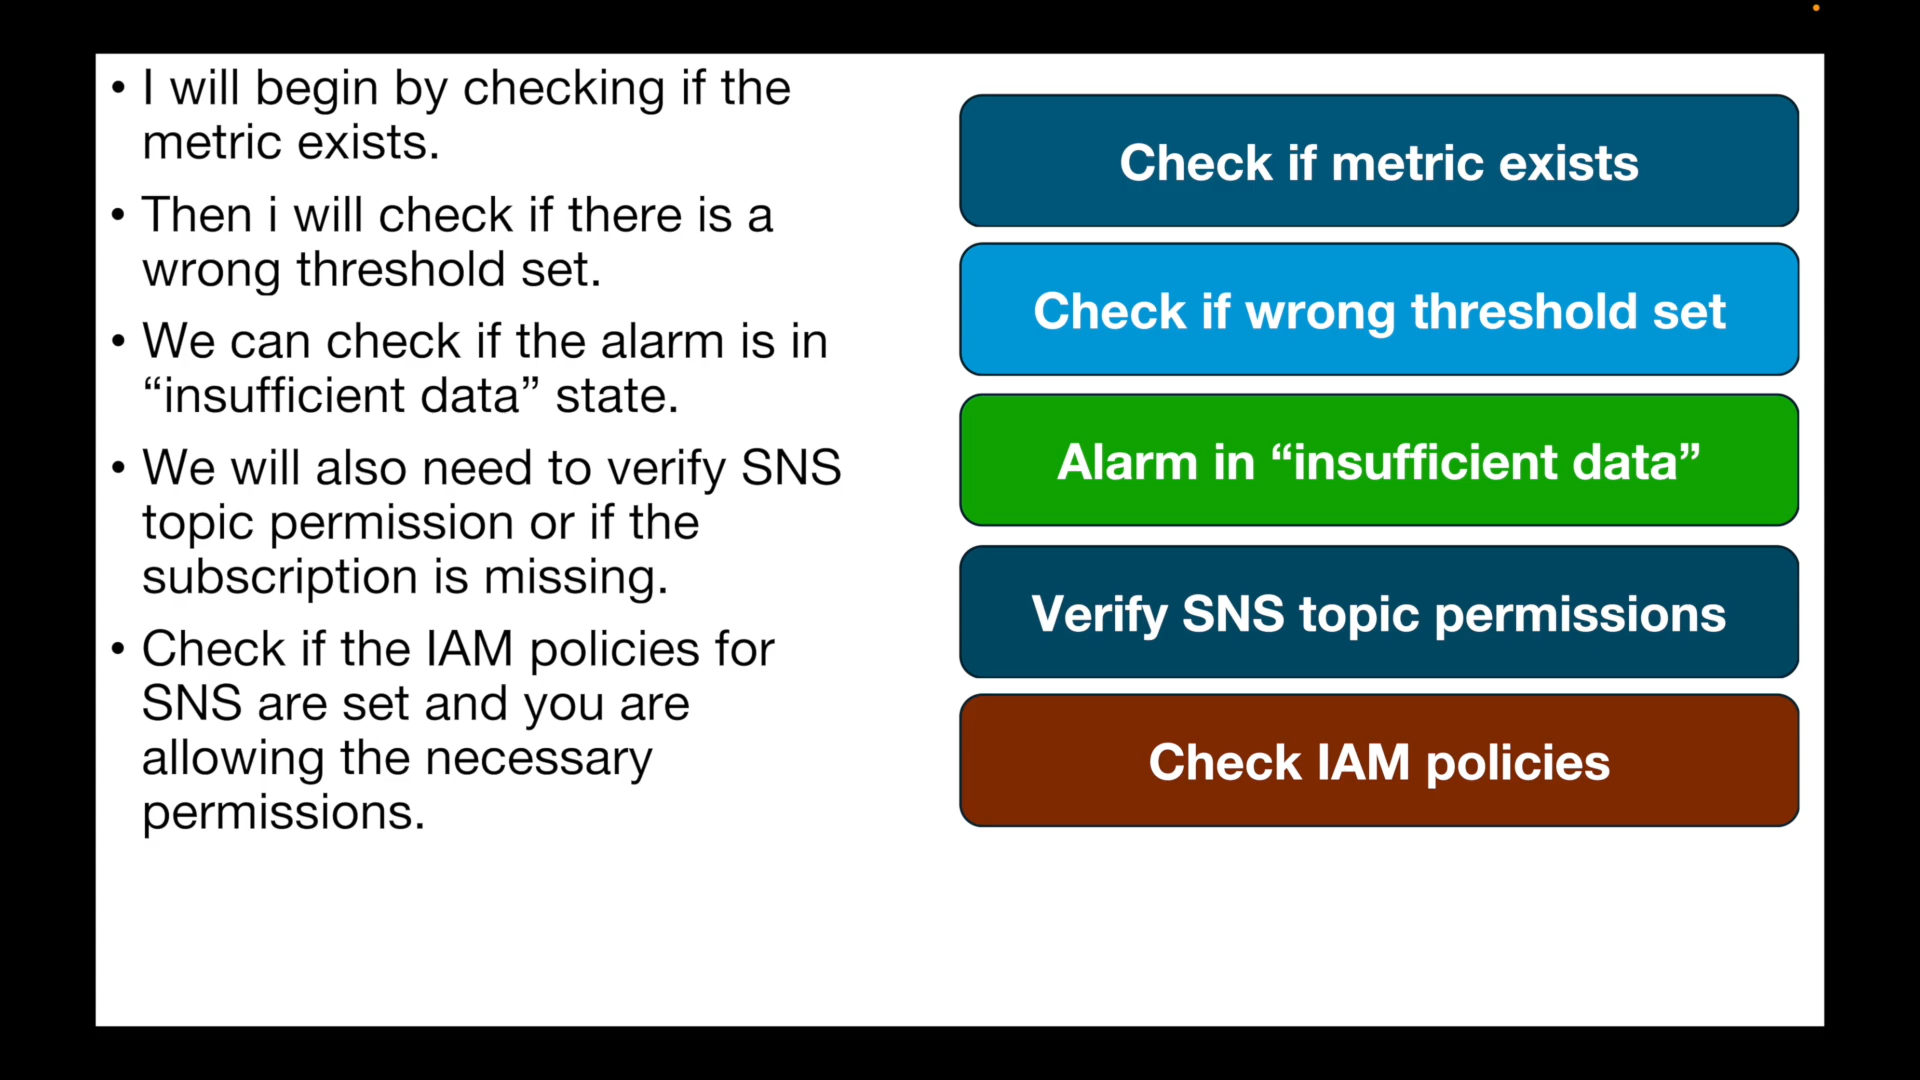 • I will begin by checking if the
metric exists.
• Then i will check if there is a
wrong threshold set.
• We can check if the alarm is in
“insufficient data” state.
• We will also need to verify SNS
topic permission or if the
subscription is missing.
• Check if the IAM policies for
SNS are set and you are
allowing the necessary
permissions.
Check if metric exists
Check if wrong threshold set
Alarm in “insufficient data”
Verify SNS topic permissions
Check IAM policies